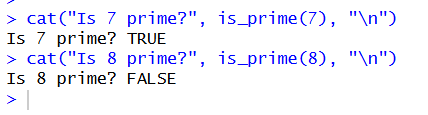 > cat("Is 7 prime?", is_prime(7), "\n")
Is 7 prime? TRUE
> cat("Is 8 prime?", is_prime(8), "\n")
Is 8 prime? FALSE
>